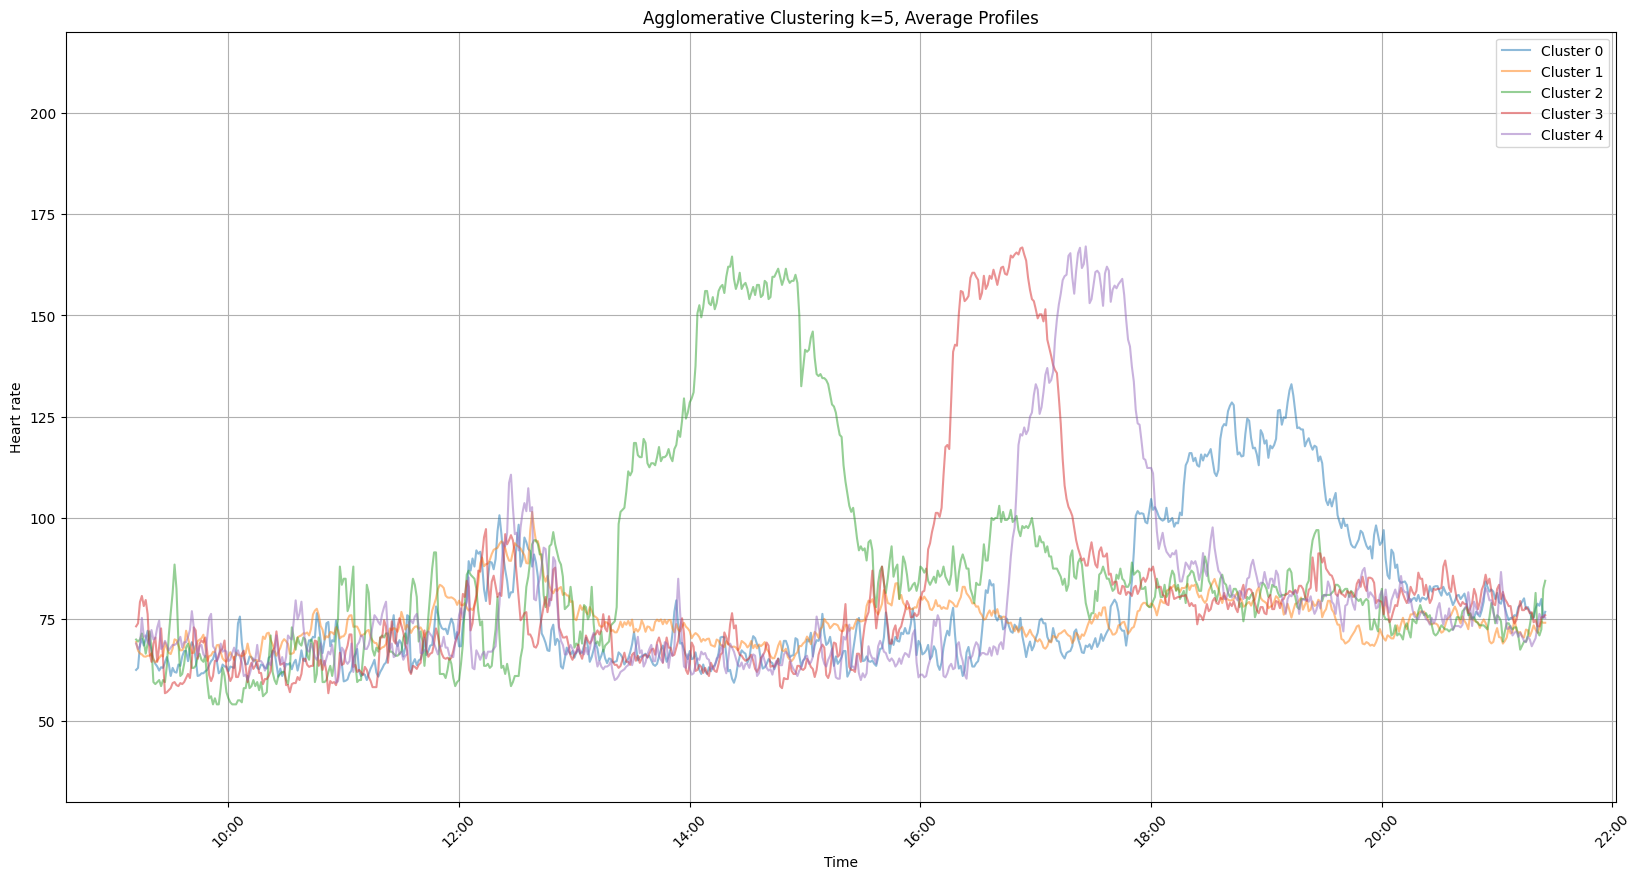 Agglomerative Clustering k=5, Average Profiles
Cluster 0
Cluster 1
Cluster 2
Cluster 3
Cluster 4
Heart rate
200
175
150
125
100
75
50
10:00
12:00
14:00
16:00
18:00
20:00
22:00
Time